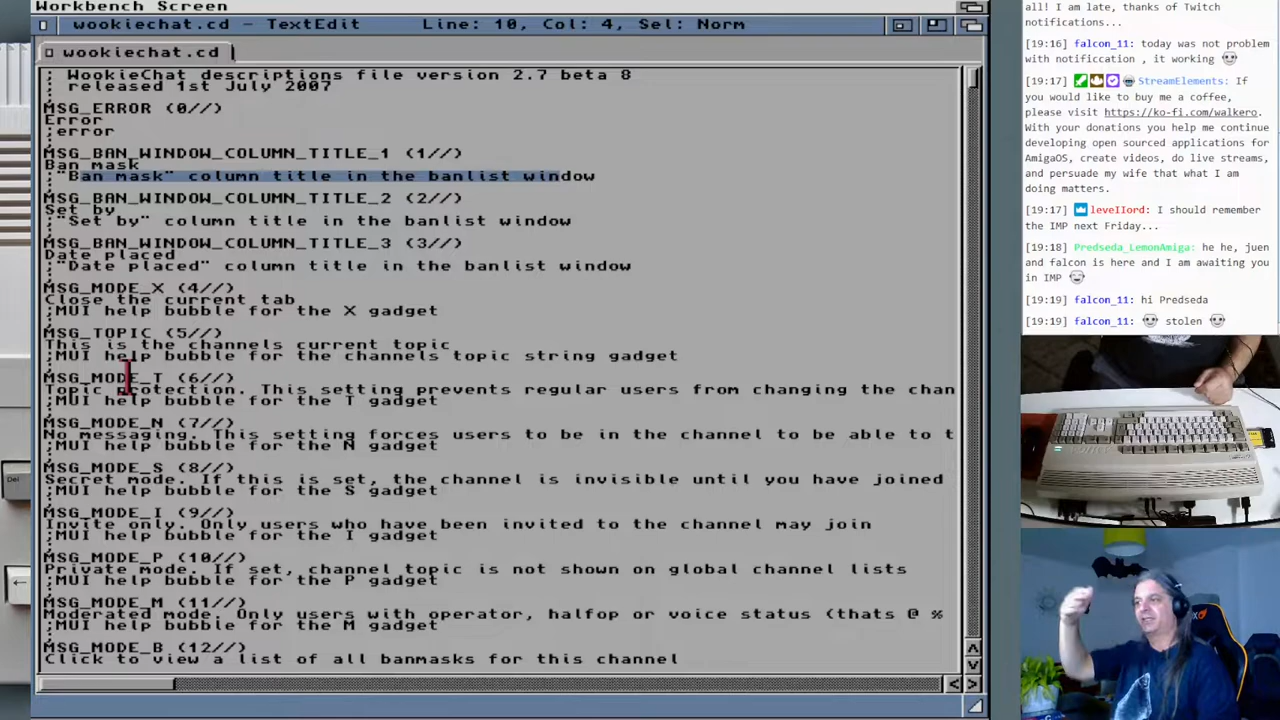 Workbench Screen
wookiechat.cd - TextEdit Line: 10, Col: 4, Sel: Norm
wookiechat.cd
; WookieChat descriptions file version 2.7 beta 8
; released 1st July 2007
;
MSG_ERROR (0//)
Error
;error
;
MSG_BAN_WINDOW_COLUMN_TITLE_1 (1//)
Ban mask
;"Ban mask" column title in the banlist window
;
MSG_BAN_WINDOW_COLUMN_TITLE_2 (2//)
Set by
;"Set by" column title in the banlist window
;
MSG_BAN_WINDOW_COLUMN_TITLE_3 (3//)
Date placed
;"Date placed" column title in the banlist window
;
MSG_MODE_X (4//)
Close the current tab
;MUI help bubble for the X gadget
;
MSG_TOPIC (5//)
This is the channels current topic
;MUI help bubble for the channels topic string gadget
;
MSG_MODE_T (6//)
Topic protection. This setting prevents regular users from changing the chan
;MUI help bubble for the T gadget
;
MSG_MODE_N (7//)
No messaging. This setting forces users to be in the channel to be able to t
;MUI help bubble for the N gadget
;
MSG_MODE_S (8//)
Secret mode. If this is set, the channel is invisible until you have joined
;MUI help bubble for the S gadget
;
MSG_MODE_I (9//)
Invite only. Only users who have been invited to the channel may join
;MUI help bubble for the I gadget
;
MSG_MODE_P (10//)
Private mode. If set, channel topic is not shown on global channel lists
;MUI help bubble for the P gadget
;
MSG_MODE_M (11//)
Moderated mode. Only users with operator, halfop or voice status (thats @ %
;MUI help bubble for the M gadget
;
MSG_MODE_B (12//)
Click to view a list of all banmasks for this channel
Del
all! I am late, thanks of Twitch
notifications...
[19:16] falcon_11: today was not problem
with notificcation , it working
[19:17] StreamElements: If
you would like to buy me a coffee,
please visit https://ko-fi.com/walkero.
With your donations you help me continue
developing open sourced applications for
AmigaOS, create videos, do live streams,
and persuade my wife that what I am
doing matters.
[19:17] leveIIord: I should remember
the IMP next Friday...
[19:18] Predseda_LemonAmiga: he he, juen
and falcon is here and I am awaiting you
in IMP
[19:19] falcon_11: hi Predseda
[19:19] falcon_11: stolen